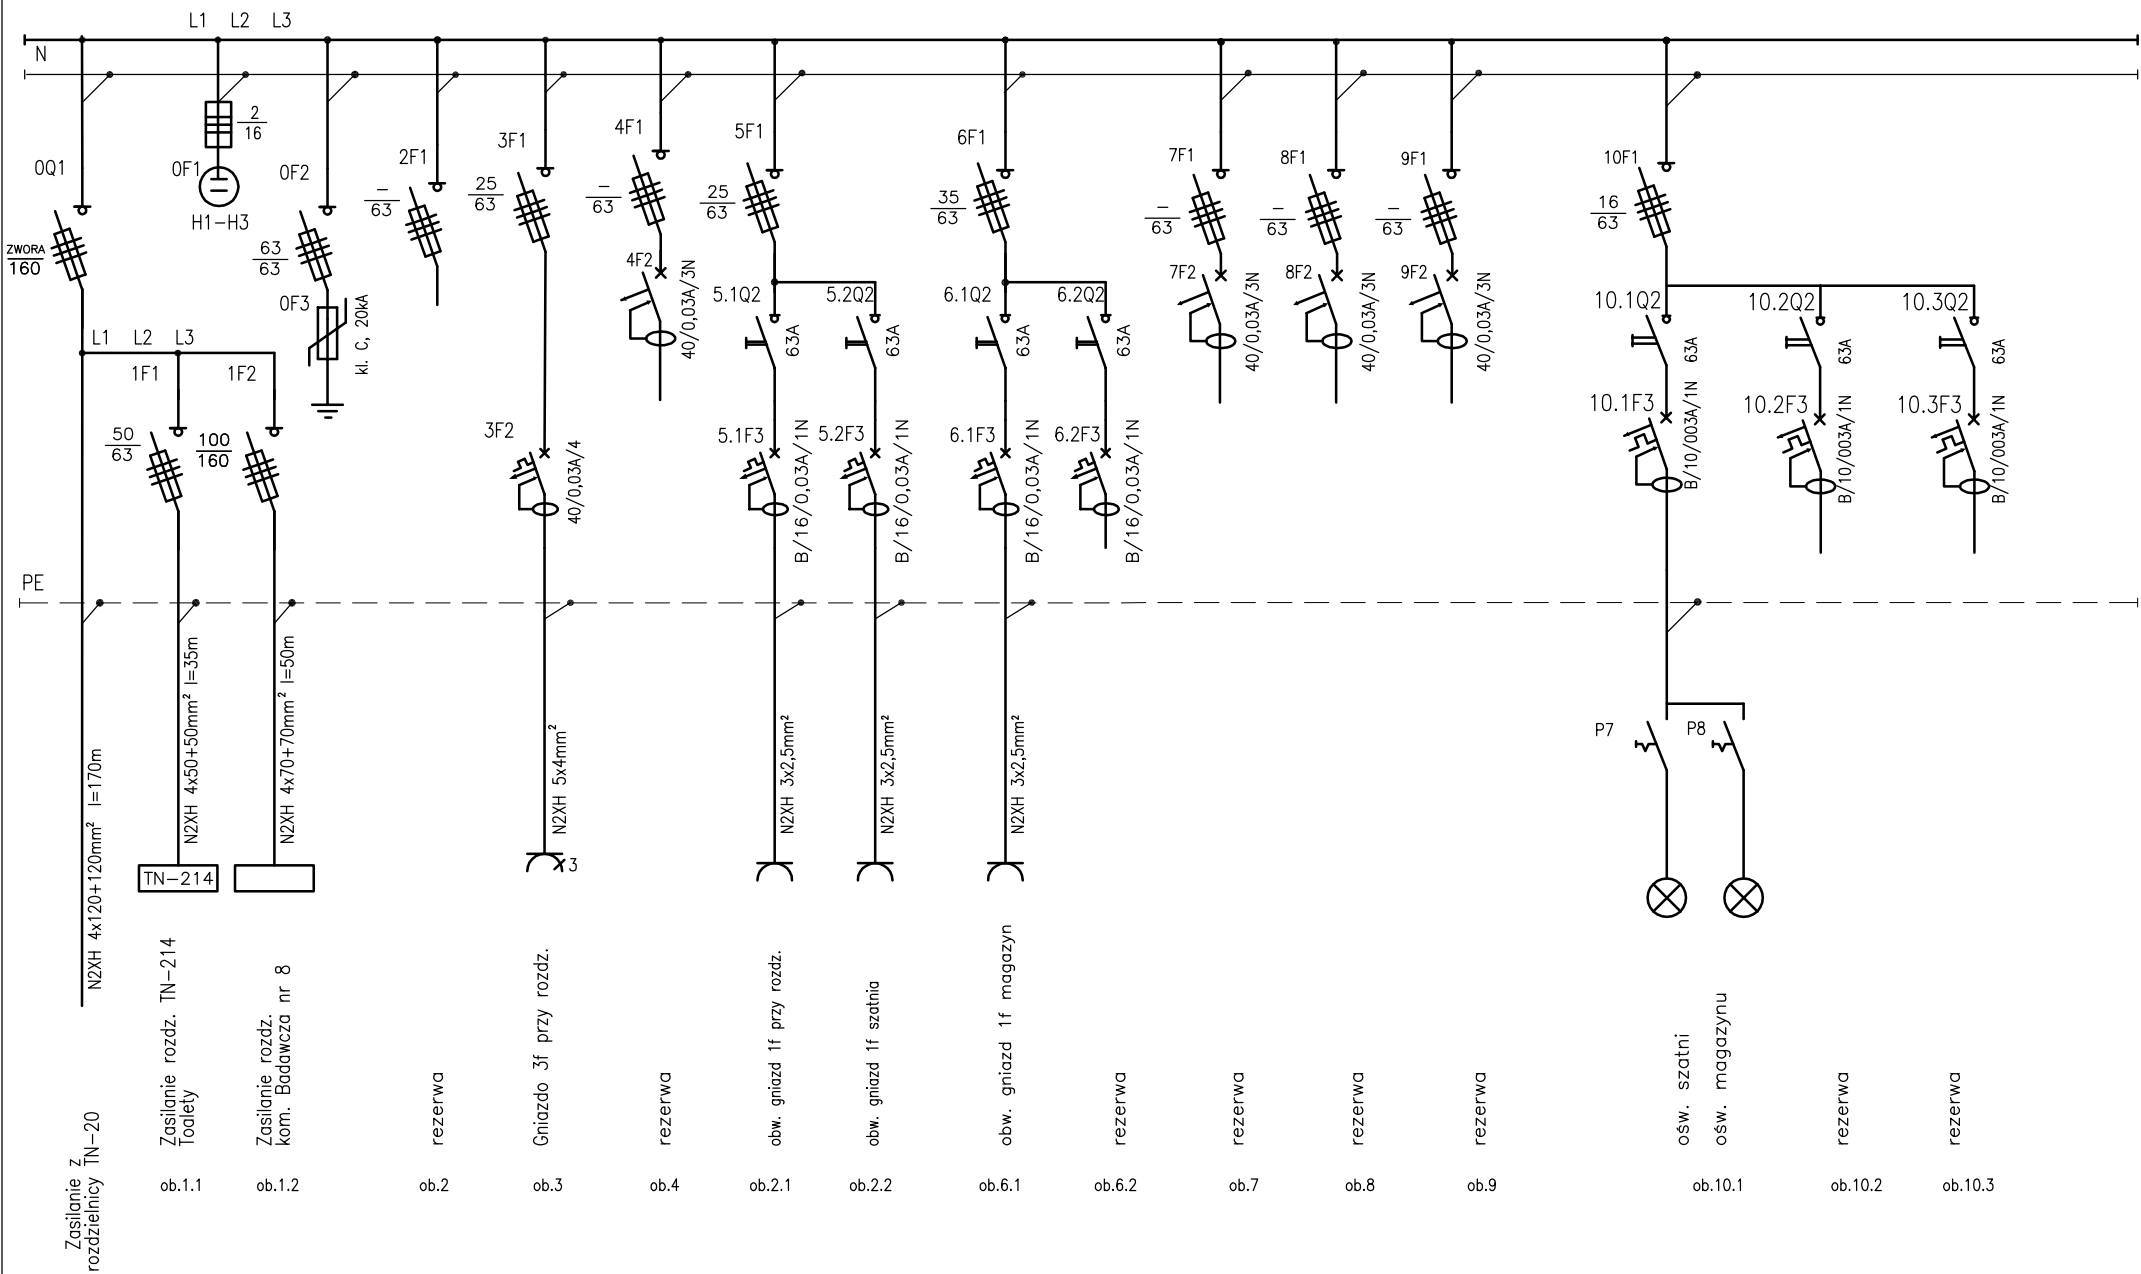 L1 L2 L3
N
2
16
0Q1
0F1
0F2
2F1
3F1
4F1
5F1
6F1
7F1
8F1
9F1
10F1
H1-H3
ZWORA
160
63
63
–
63
25
63
–
63
25
63
35
63
–
63
–
63
–
63
16
63
0F3
kl. C, 20kA
4F2
40/0,03A/3N
5.1Q2
63A
5.2Q2
63A
6.1Q2
63A
6.2Q2
63A
7F2
40/0,03A/3N
8F2
40/0,03A/3N
9F2
40/0,03A/3N
10.1Q2
63A
10.2Q2
63A
10.3Q2
63A
L1 L2 L3
1F1
1F2
50
63
100
160
3F2
40/0,03A/4
5.1F3
B/16/0,03A/1N
5.2F3
B/16/0,03A/1N
6.1F3
B/16/0,03A/1N
6.2F3
B/16/0,03A/1N
10.1F3
B/10/003A/1N
10.2F3
B/10/003A/1N
10.3F3
B/10/003A/1N
PE
N2XH 4x120+120mm² l=170m
N2XH 4x50+50mm² l=35m
N2XH 4x70+70mm² l=50m
N2XH 5x4mm²
N2XH 3x2,5mm²
N2XH 3x2,5mm²
N2XH 3x2,5mm²
P7
P8
TN-214
3
Zasilanie z
rozdzielnicy TN-20
Zasilanie rozdz. TN-214
Toalety
Zasilanie rozdz.
kom. Badawcza nr 8
rezerwa
Gniazdo 3f przy rozdz.
rezerwa
obw. gniazd 1f przy rozdz.
obw. gniazd 1f szatnia
obw. gniazd 1f magazyn
rezerwa
rezerwa
rezerwa
rezerwa
ośw. szatni
ośw. magazynu
rezerwa
rezerwa
ob.1.1
ob.1.2
ob.2
ob.3
ob.4
ob.2.1
ob.2.2
ob.6.1
ob.6.2
ob.7
ob.8
ob.9
ob.10.1
ob.10.2
ob.10.3